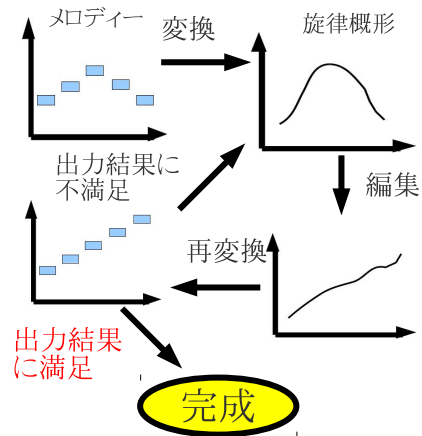 メロディー
変換
旋律概形
出力結果に
不満足
編集
再変換
出力結果
に満足
完成